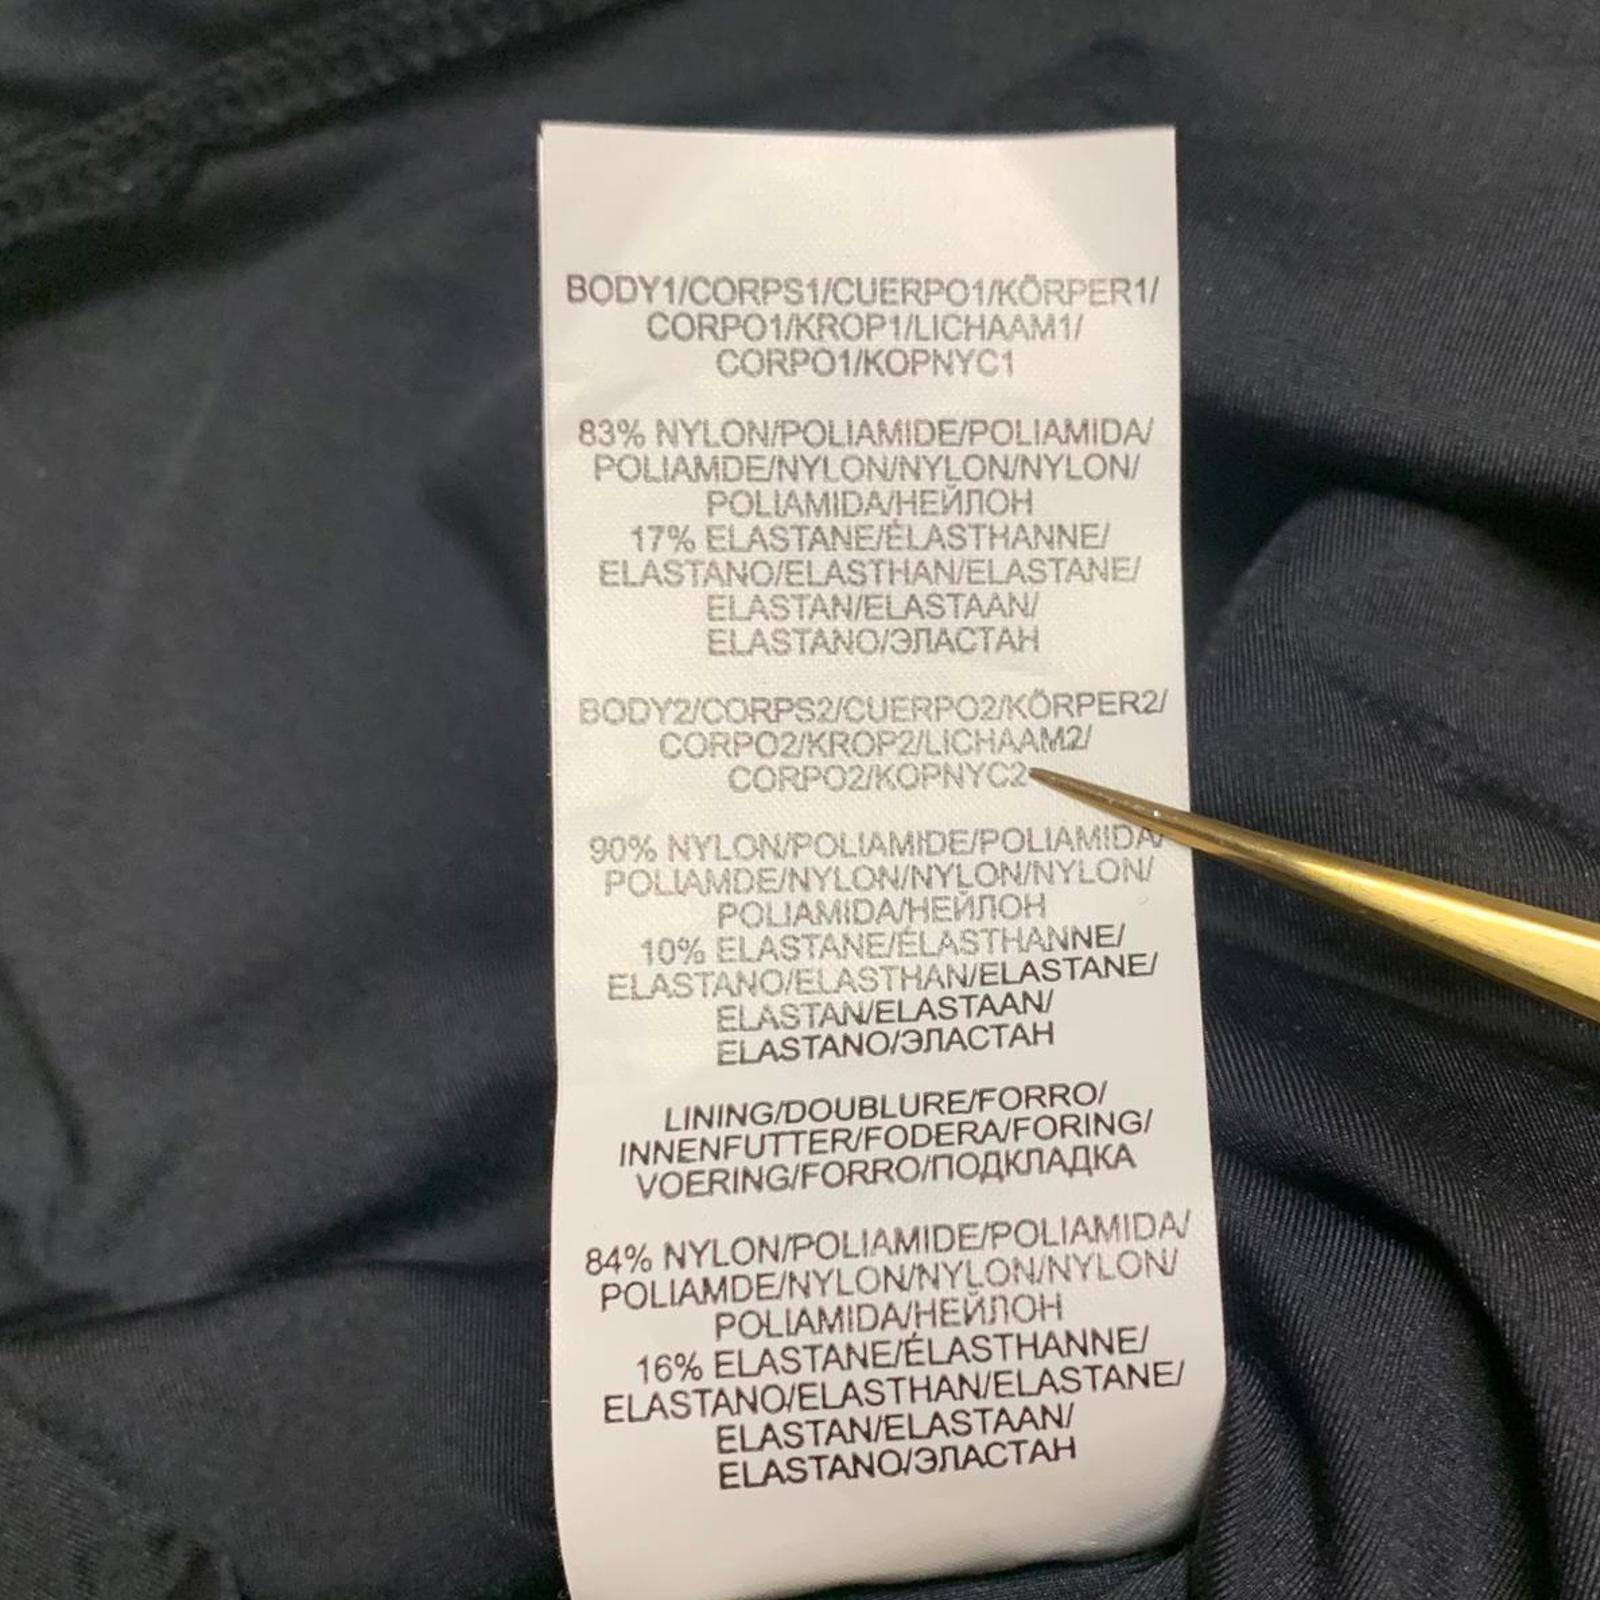 BODY1/CORPS1/CUERPO1/KÖRPER1/
CORPO1/KROP1/LICHAAM1/
CORPO1/KOPNYC1
83% NYLON/POLIAMIDE/POLIAMIDA/
POLIAMDE/NYLON/NYLON/NYLON/
POLIAMIDA/НЕЙЛОН
17% ELASTANE/ÉLASTHANNE/
ELASTANO/ELASTHAN/ELASTANE/
ELASTAN/ELASTAAN/
ELASTANO/ЭЛАСТАН
BODY2/CORPS2/CUERPO2/KÖRPER2/
CORPO2/KROP2/LICHAAM2/
CORPO2/KOPNYC2
90% NYLON/POLIAMIDE/POLIAMIDA/
POLIAMDE/NYLON/NYLON/NYLON/
POLIAMIDA/НЕЙЛОН
10% ELASTANE/ÉLASTHANNE/
ELASTANO/ELASTHAN/ELASTANE/
ELASTAN/ELASTAAN/
ELASTANO/ЭЛАСТАН
LINING/DOUBLURE/FORRO/
INNENFUTTER/FODERA/FORING/
VOERING/FORRO/ПОДКЛАДКА
84% NYLON/POLIAMIDE/POLIAMIDA/
POLIAMDE/NYLON/NYLON/NYLON/
POLIAMIDA/НЕЙЛОН
16% ELASTANE/ÉLASTHANNE/
ELASTANO/ELASTHAN/ELASTANE/
ELASTAN/ELASTAAN/
ELASTANO/ЭЛАСТАН